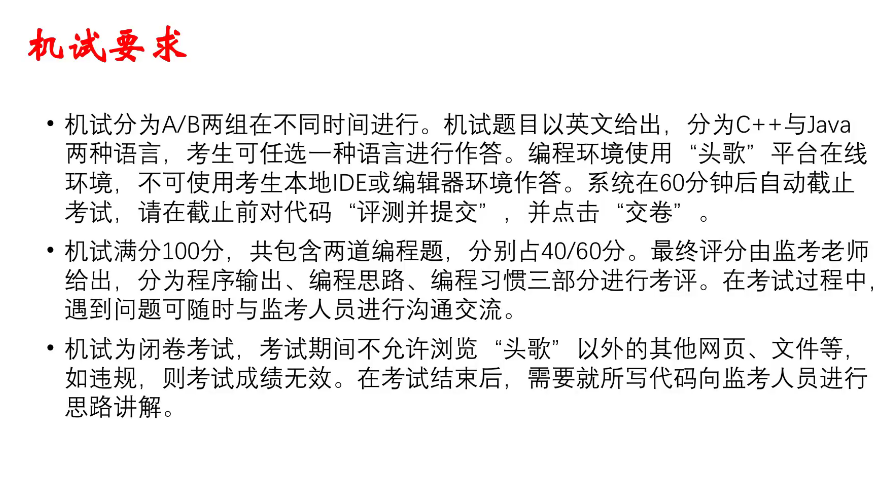 机试要求
• 机试分为A/B两组在不同时间进行。机试题目以英文给出，分为C++与Java
两种语言，考生可任选一种语言进行作答。编程环境使用“头歌”平台在线
环境，不可使用考生本地IDE或编辑器环境作答。系统在60分钟后自动截止
考试，请在截止前对代码“评测并提交”，并点击“交卷”。
• 机试满分100分，共包含两道编程题，分别占40/60分。最终评分由监考老师
给出，分为程序输出、编程思路、编程习惯三部分进行考评。在考试过程中，
遇到问题可随时与监考人员进行沟通交流。
• 机试为闭卷考试，考试期间不允许浏览“头歌”以外的其他网页、文件等，
如违规，则考试成绩无效。在考试结束后，需要就所写代码向监考人员进行
思路讲解。